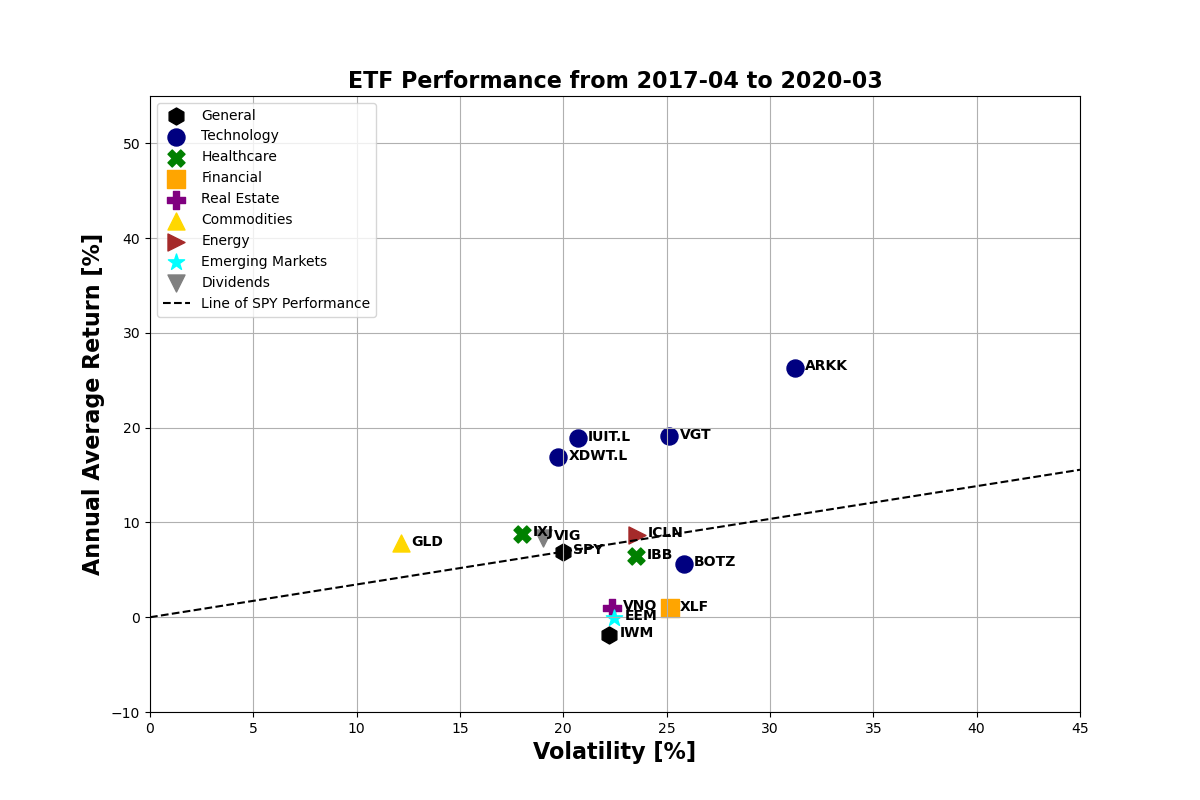 ETF Performance from 2017-04 to 2020-03
General
Technology
Healthcare
Financial
Real Estate
Commodities
Energy
Emerging Markets
Dividends
Line of SPY Performance
Annual Average Return [%]
50
40
30
20
10
0
−10
ARKK
IUIT.L
VGT
XDWT.L
IXJ
VIG
ICLN
GLD
SPY
IBB
BOTZ
VNQ
XLF
EEM
IWM
0
5
10
15
20
25
30
35
40
45
Volatility [%]